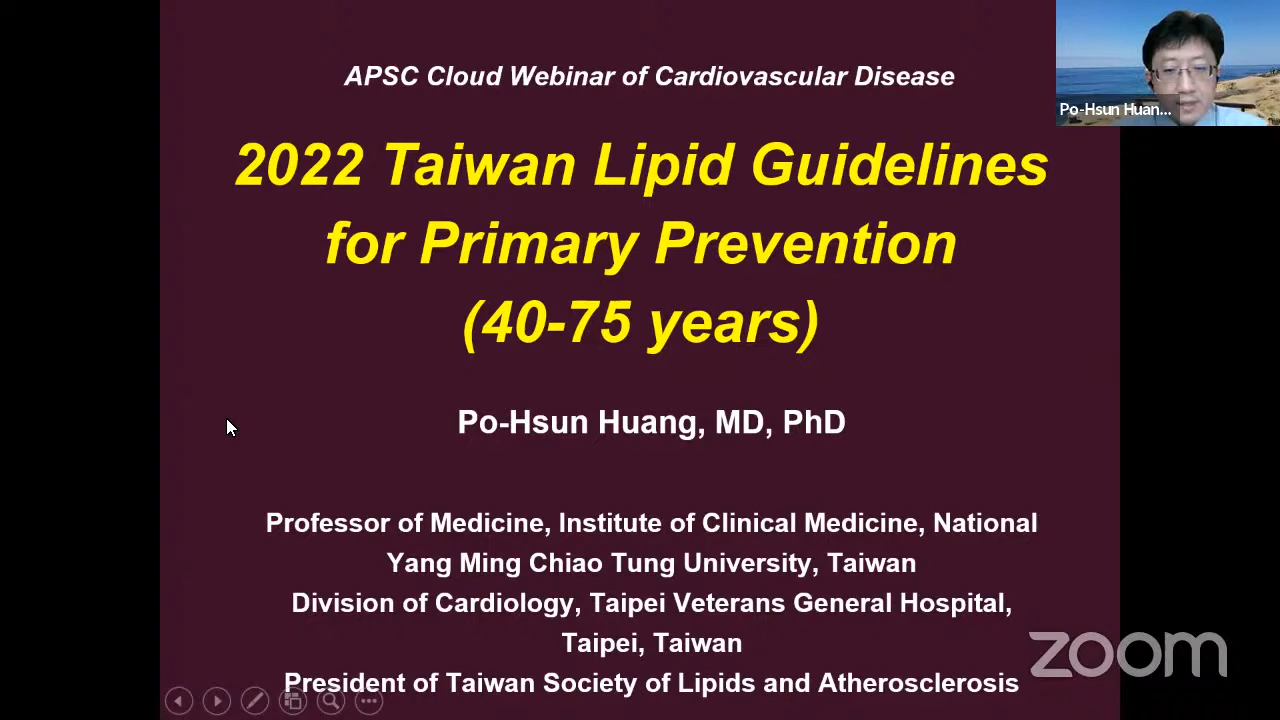 APSC Cloud Webinar of Cardiovascular Disease
Po-Hsun Huan...
2022 Taiwan Lipid Guidelines
for Primary Prevention
(40-75 years)
Po-Hsun Huang, MD, PhD
Professor of Medicine, Institute of Clinical Medicine, National
Yang Ming Chiao Tung University, Taiwan
Division of Cardiology, Taipei Veterans General Hospital,
Taipei, Taiwan
President of Taiwan Society of Lipids and Atherosclerosis
zoom